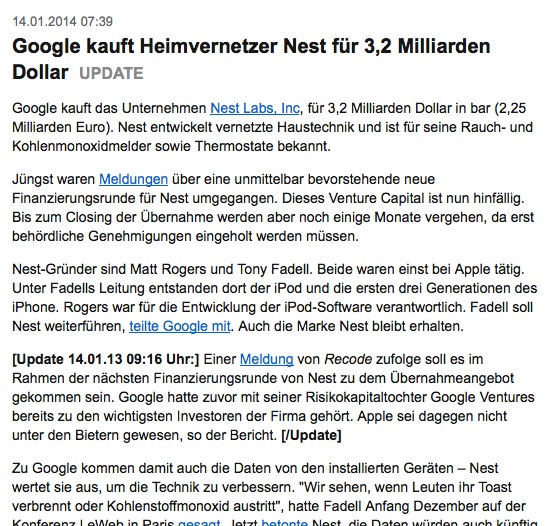 14.01.2014 07:39
Google kauft Heimvernetzer Nest für 3,2 Milliarden
Dollar UPDATE
Google kauft das Unternehmen Nest Labs, Inc, für 3,2 Milliarden Dollar in bar (2,25
Milliarden Euro). Nest entwickelt vernetzte Haustechnik und ist für seine Rauch- und
Kohlenmonoxidmelder sowie Thermostate bekannt.
Jüngst waren Meldungen über eine unmittelbar bevorstehende neue
Finanzierungsrunde für Nest umgegangen. Dieses Venture Capital ist nun hinfällig.
Bis zum Closing der Übernahme werden aber noch einige Monate vergehen, da erst
behördliche Genehmigungen eingeholt werden müssen.
Nest-Gründer sind Matt Rogers und Tony Fadell. Beide waren einst bei Apple tätig.
Unter Fadells Leitung entstanden dort der iPod und die ersten drei Generationen des
iPhone. Rogers war für die Entwicklung der iPod-Software verantwortlich. Fadell soll
Nest weiterführen, teilte Google mit. Auch die Marke Nest bleibt erhalten.
[Update 14.01.13 09:16 Uhr:] Einer Meldung von Recode zufolge soll es im
Rahmen der nächsten Finanzierungsrunde von Nest zu dem Übernahmeangebot
gekommen sein. Google hatte zuvor mit seiner Risikokapitaltochter Google Ventures
bereits zu den wichtigsten Investoren der Firma gehört. Apple sei dagegen nicht
unter den Bietern gewesen, so der Bericht. [/Update]
Zu Google kommen damit auch die Daten von den installierten Geräten – Nest
wertet sie aus, um die Technik zu verbessern. "Wir sehen, wenn Leuten ihr Toast
verbrennt oder Kohlenstoffmonoxid austritt", hatte Fadell Anfang Dezember auf der
Konferenz LeWeb in Paris gesagt. Jetzt betonte Nest, die Daten würden auch künftig